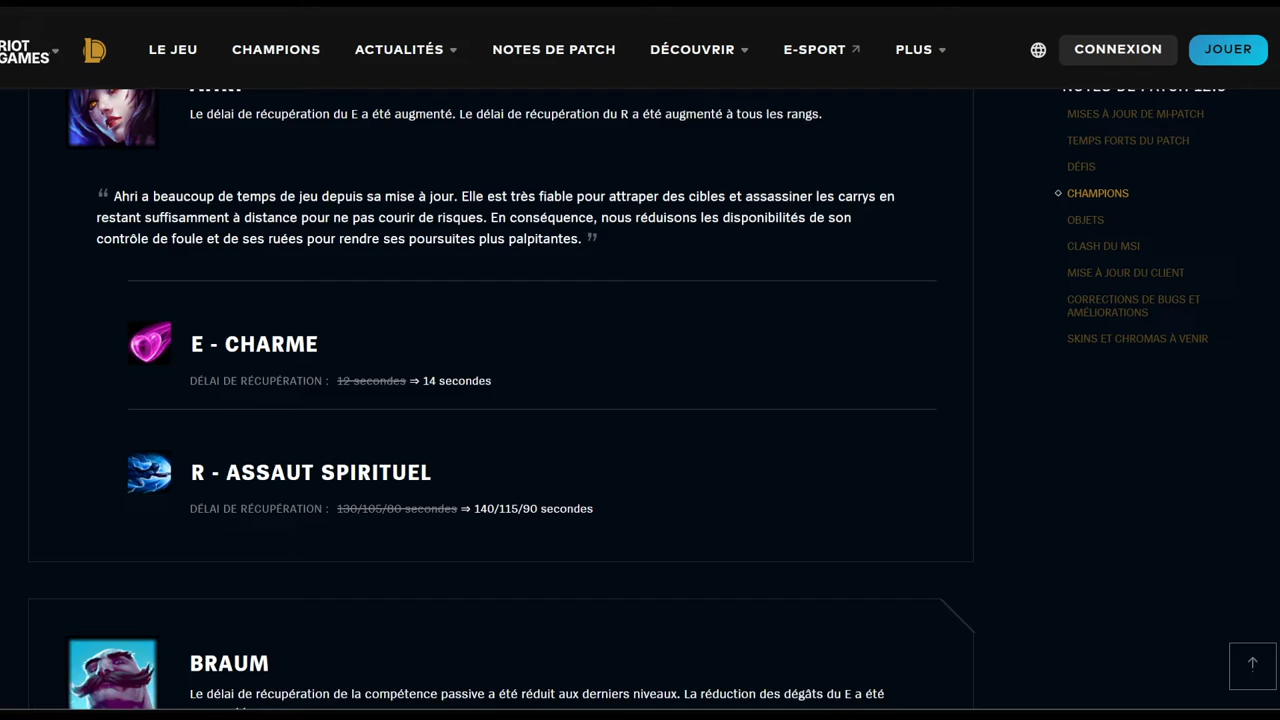 RIOT
GAMES
LE JEU
CHAMPIONS
ACTUALITÉS
NOTES DE PATCH
DÉCOUVRIR
E-SPORT
PLUS
CONNEXION
JOUER
Le délai de récupération du E a été augmenté. Le délai de récupération du R a été augmenté à tous les rangs.
“ Ahri a beaucoup de temps de jeu depuis sa mise à jour. Elle est très fiable pour attraper des cibles et assassiner les carrys en
restant suffisamment à distance pour ne pas courir de risques. En conséquence, nous réduisons les disponibilités de son
contrôle de foule et de ses ruées pour rendre ses poursuites plus palpitantes. ”
E - CHARME
DÉLAI DE RÉCUPÉRATION : 12 secondes ⇒ 14 secondes
R - ASSAUT SPIRITUEL
DÉLAI DE RÉCUPÉRATION : 130/105/80 secondes ⇒ 140/115/90 secondes
BRAUM
Le délai de récupération de la compétence passive a été réduit aux derniers niveaux. La réduction des dégâts du E a été
MISES À JOUR DE MI-PATCH
TEMPS FORTS DU PATCH
DÉFIS
CHAMPIONS
OBJETS
CLASH DU MSI
MISE À JOUR DU CLIENT
CORRECTIONS DE BUGS ET
AMÉLIORATIONS
SKINS ET CHROMAS À VENIR